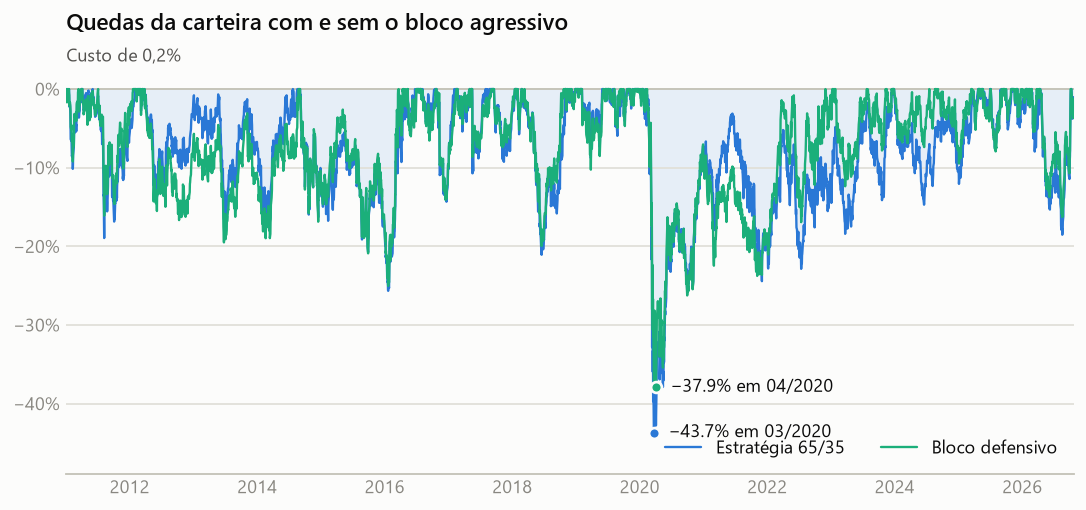 Quedas da carteira com e sem o bloco agressivo
Custo de 0,2%
0%
−10%
−20%
−30%
−40%
−37.9% em 04/2020
−43.7% em 03/2020
Estratégia 65/35
Bloco defensivo
2012
2014
2016
2018
2020
2022
2024
2026